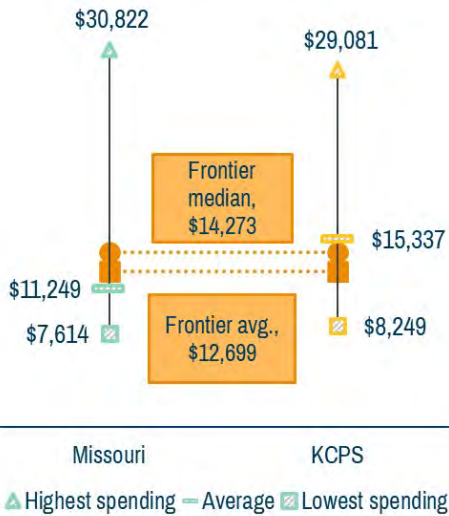 $30,822
$29,081
Frontier
median,
$14,273
$15,337
$11,249
$7,614
Frontier avg.,
$12,699
$8,249
Missouri
KCPS
Highest spending
Average
Lowest spending